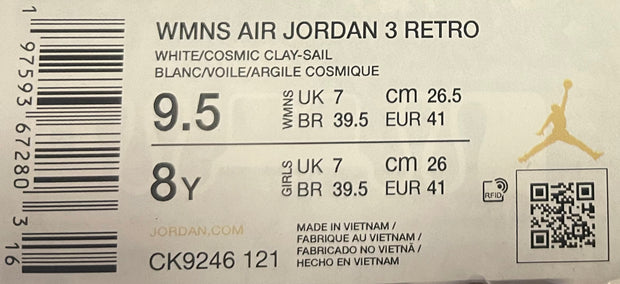 WMNS AIR JORDAN 3 RETRO
WHITE/COSMIC CLAY-SAIL
BLANC/VOILE/ARGILE COSMIQUE
9.5 WMNS UK 7 cm 26.5
BR 39.5 EUR 41
8Y GIRLS UK 7 cm 26
BR 39.5 EUR 41
RFID
JORDAN.COM
CK9246 121
MADE IN VIETNAM /
FABRIQUE AU VIETNAM /
FABRICADO NO VIETNÃ /
HECHO EN VIETNAM
1 97593 67280 3 16